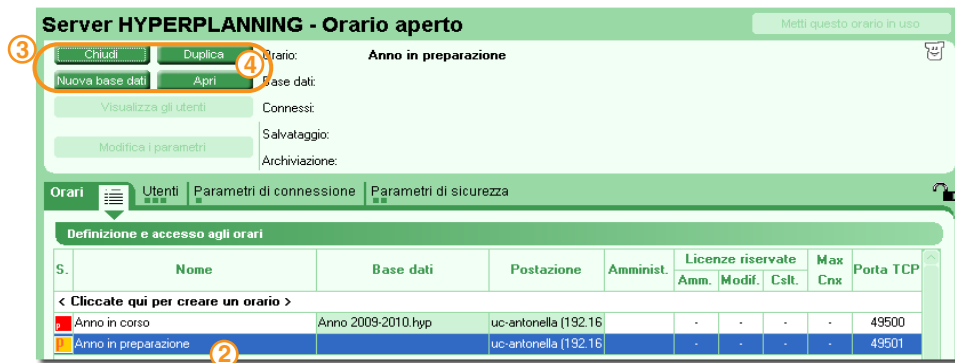 Server HYPERPLANNING - Orario aperto
Metti questo orario in uso
3
Chiudi Duplica
4
Orario: Anno in preparazione
Nuova base dati Apri
Base dati:
Visualizza gli utenti
Connessi:
Salvataggio:
Modifica i parametri
Archiviazione:
Orari Utenti Parametri di connessione Parametri di sicurezza
Definizione e accesso agli orari
S. Nome Base dati Postazione Amminist. Licenze riservate Max Cnx Porta TCP
Amm. Modif. Cslt.
< Cliccate qui per creare un orario >
P Anno in corso Anno 2009-2010.hyp uc-antonella (192.16 - - - - 49500
P Anno in preparazione uc-antonella (192.16 - - - - 49501
2